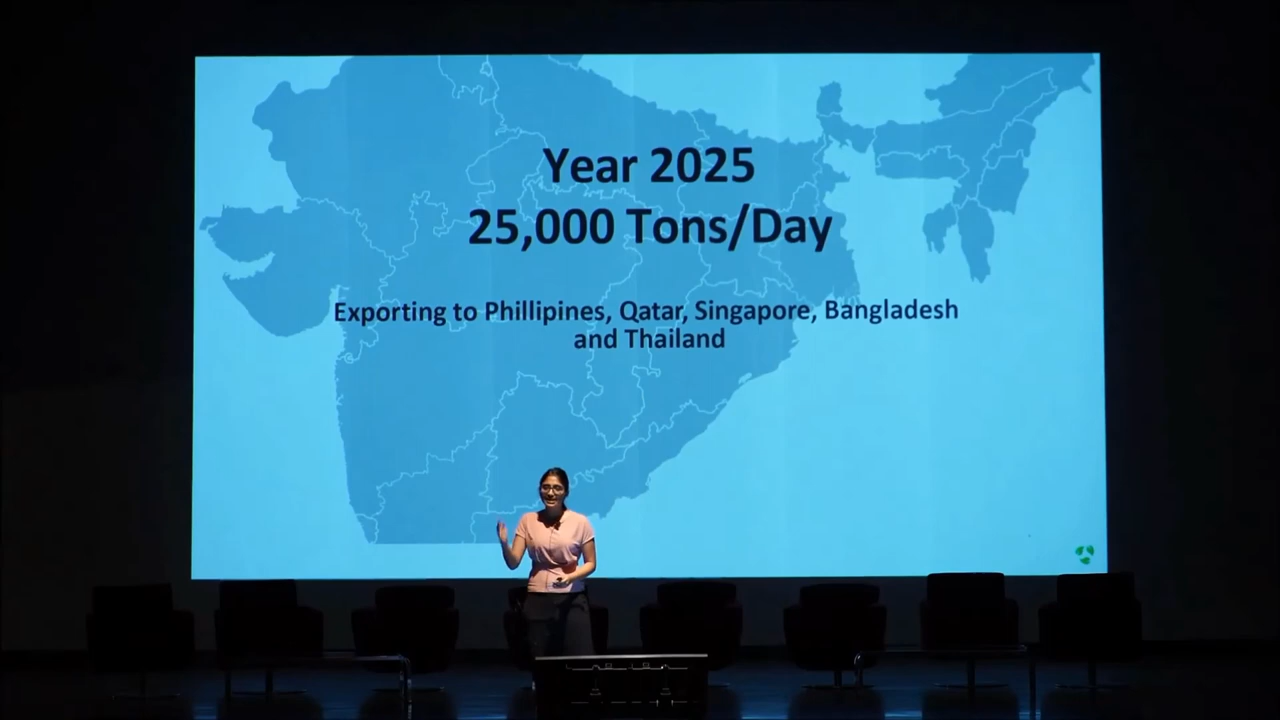 Year 2025
25,000 Tons/Day
Exporting to Phillipines, Qatar, Singapore, Bangladesh
and Thailand